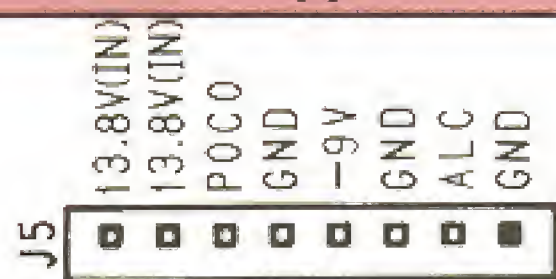 13.8V(IN)
13.8V(IN)
POCO
GND
-9V
GND
ALC
GND
J5